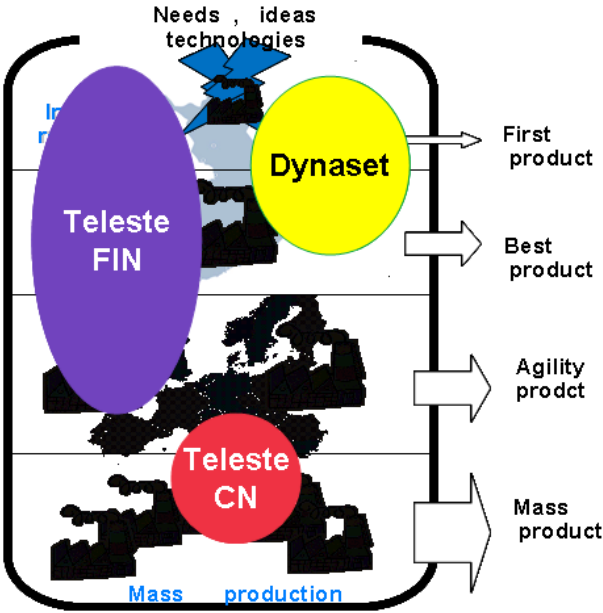 Needs , ideas
technologies
First
product
Dynaset
Teleste
FIN
Best
product
Agility
prodct
Teleste
CN
Mass
product
Mass production